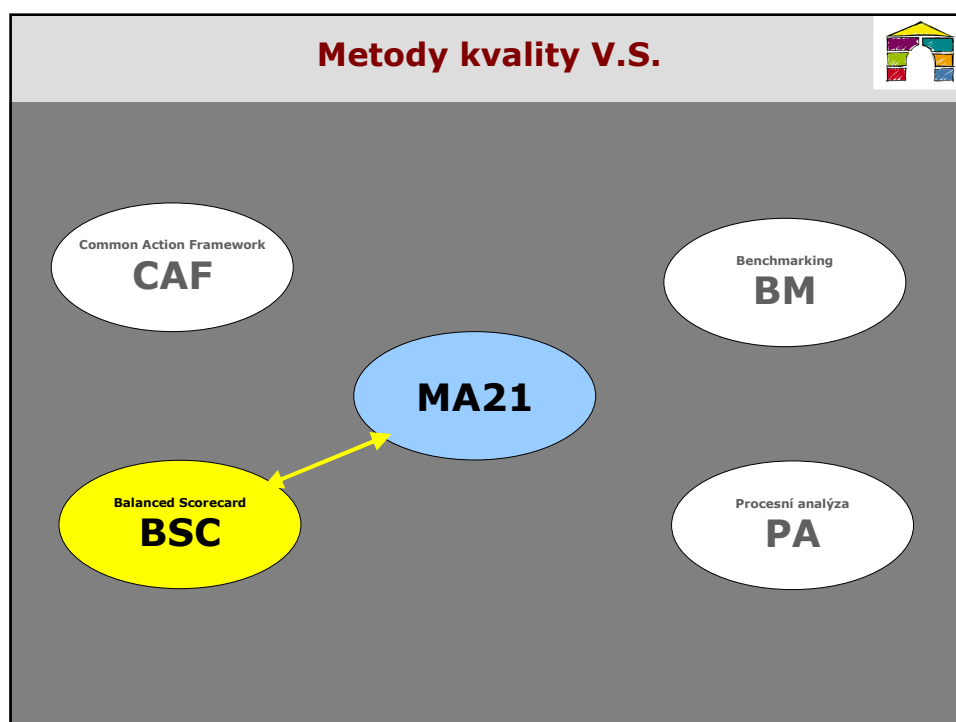 Metody kvality V.S.
Common Action Framework
CAF
Benchmarking
BM
MA21
Balanced Scorecard
BSC
Procesní analýza
PA